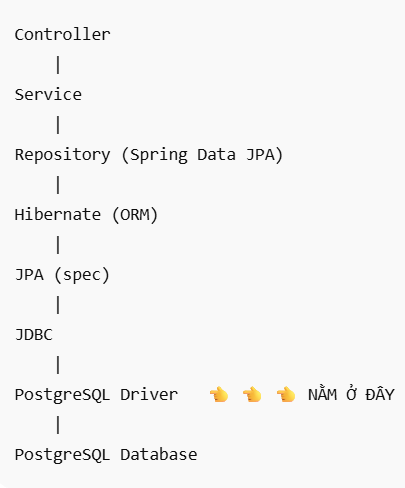 Controller
|
Service
|
Repository (Spring Data JPA)
|
Hibernate (ORM)
|
JPA (spec)
|
JDBC
|
PostgreSQL Driver 👈 👈 👈 NẰM Ở ĐÂY
|
PostgreSQL Database